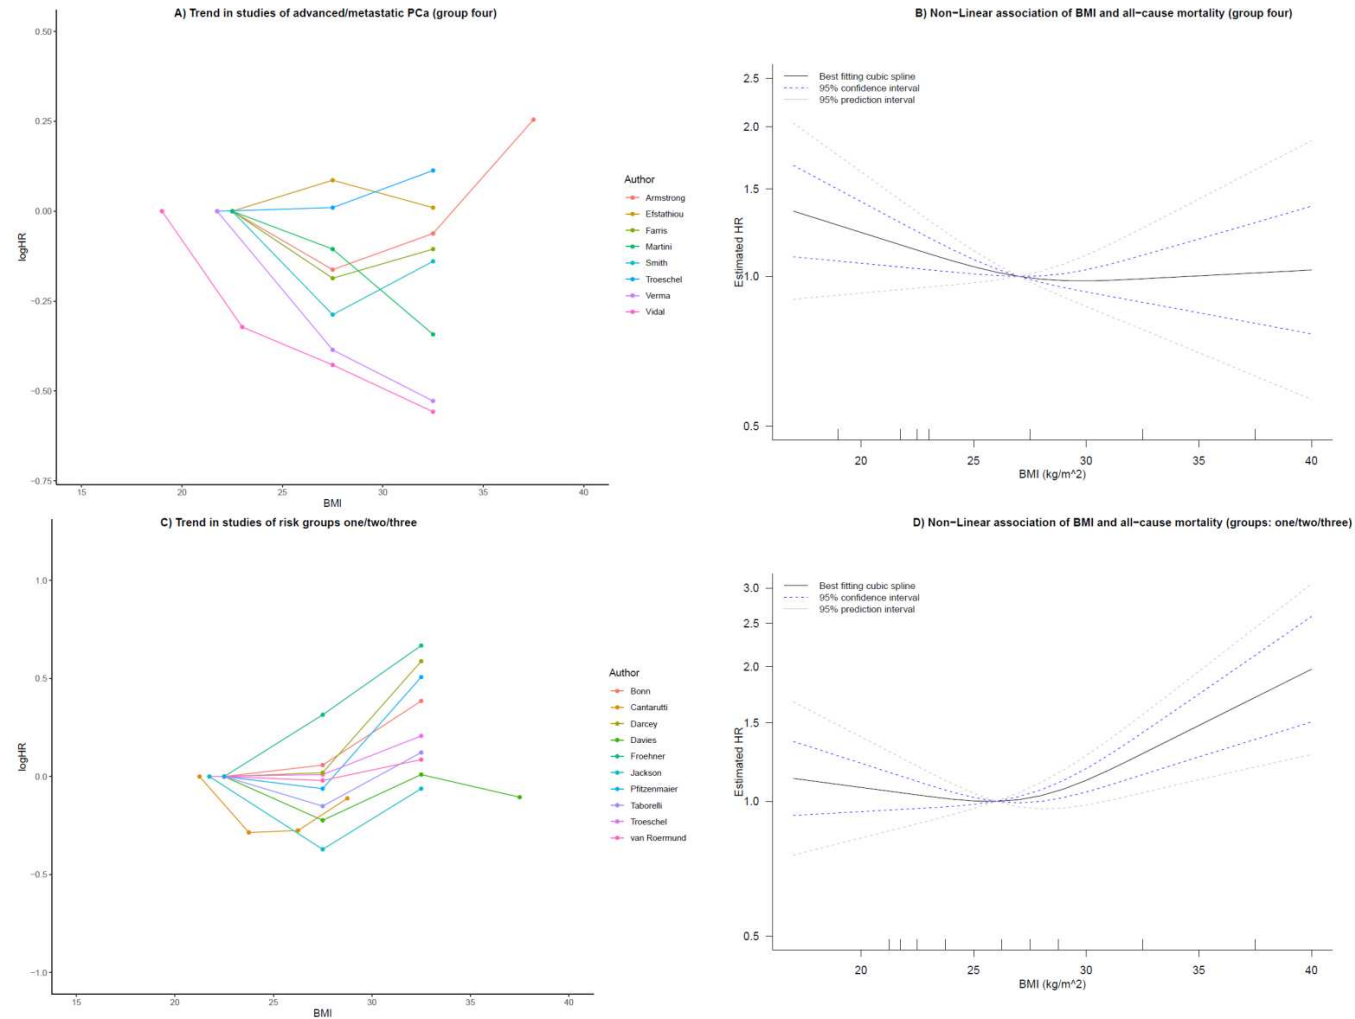 A) Trend in studies of advanced/metastatic PCa (group four)
0.50
0.25
0.00
−0.25
−0.50
−0.75
logHR
15 20 25 30 35 40
BMI
Author
Armstrong
Efstathiou
Farris
Martini
Smith
Troeschel
Verma
Vidal
B) Non−Linear association of BMI and all−cause mortality (group four)
Best fitting cubic spline
95% confidence interval
95% prediction interval
2.5
2.0
1.5
1.0
0.5
Estimated HR
20 25 30 35 40
BMI (kg/m^2)
C) Trend in studies of risk groups one/two/three
1.0
0.5
0.0
−0.5
−1.0
logHR
15 20 25 30 35 40
BMI
Author
Bonn
Cantarutti
Darcey
Davies
Froehner
Jackson
Pfitzenmaier
Taborelli
Troeschel
van Roermund
D) Non−Linear association of BMI and all−cause mortality (groups: one/two/three)
Best fitting cubic spline
95% confidence interval
95% prediction interval
3.0
2.5
2.0
1.5
1.0
0.5
Estimated HR
20 25 30 35 40
BMI (kg/m^2)